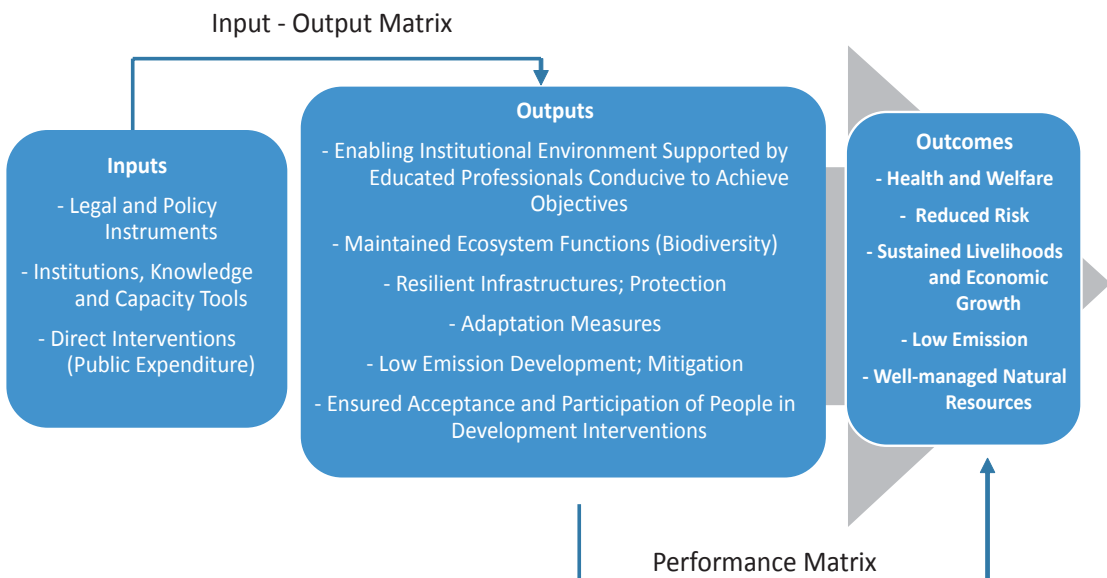 Input - Output Matrix
Inputs
- Legal and Policy
Instruments
- Institutions, Knowledge
and Capacity Tools
- Direct Interventions
(Public Expenditure)
Outputs
- Enabling Institutional Environment Supported by
Educated Professionals Conducive to Achieve
Objectives
- Maintained Ecosystem Functions (Biodiversity)
- Resilient Infrastructures; Protection
- Adaptation Measures
- Low Emission Development; Mitigation
- Ensured Acceptance and Participation of People in
Development Interventions
Outcomes
- Health and Welfare
- Reduced Risk
- Sustained Livelihoods
and Economic
Growth
- Low Emission
- Well-managed Natural
Resources
Performance Matrix